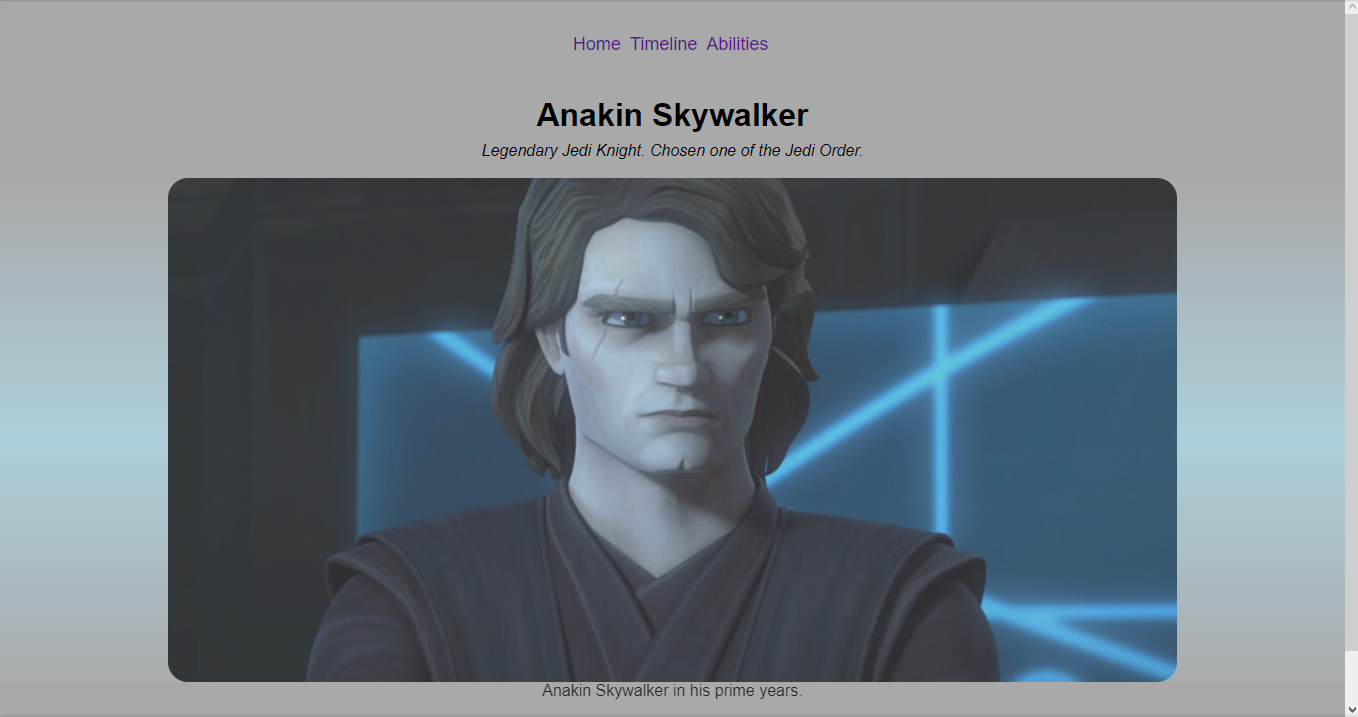 Home Timeline Abilities
Anakin Skywalker
Legendary Jedi Knight. Chosen one of the Jedi Order.
Anakin Skywalker in his prime years.